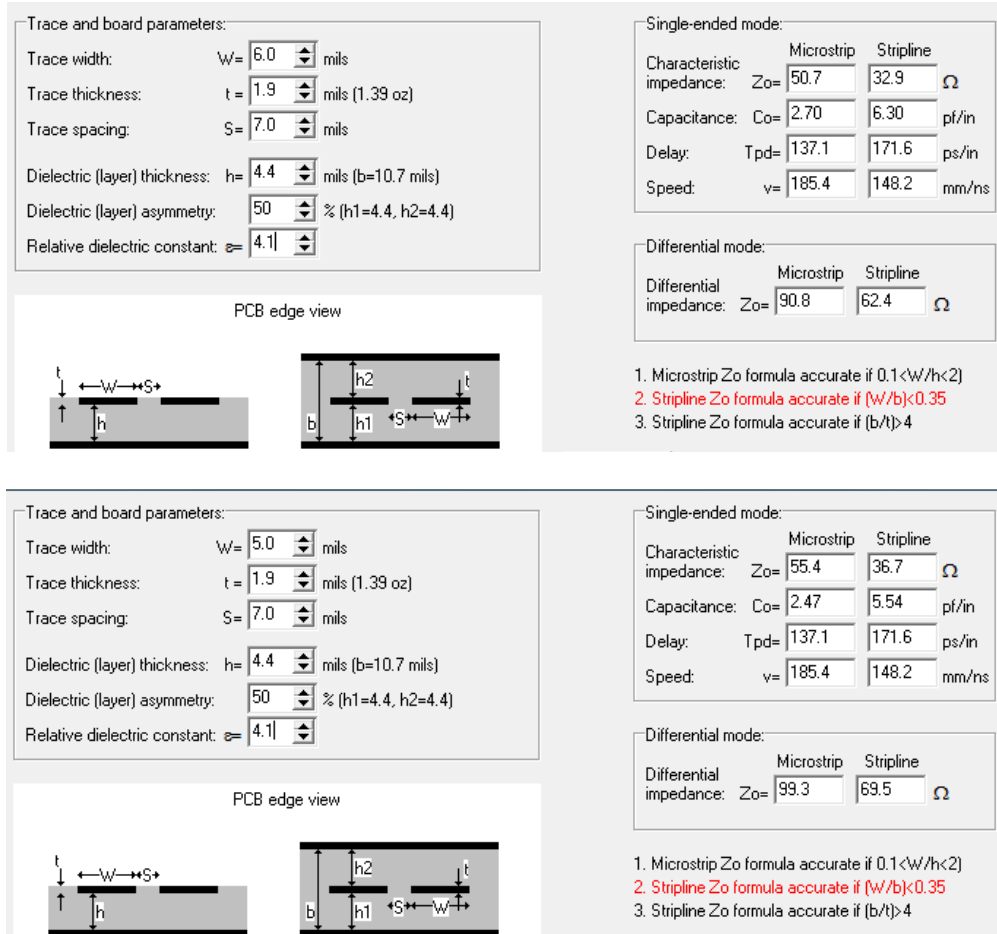 Trace and board parameters:
Trace width: W= 6.0 mils
Trace thickness: t = 1.9 mils (1.39 oz)
Trace spacing: S= 7.0 mils
Dielectric (layer) thickness: h= 4.4 mils (b=10.7 mils)
Dielectric (layer) asymmetry: 50 % (h1=4.4, h2=4.4)
Relative dielectric constant: ε= 4.1
Single-ended mode:
Microstrip Stripline
Characteristic
impedance: Zo= 50.7 32.9 Ω
Capacitance: Co= 2.70 6.30 pf/in
Delay: Tpd= 137.1 171.6 ps/in
Speed: v= 185.4 148.2 mm/ns
Differential mode:
Microstrip Stripline
Differential
impedance: Zo= 90.8 62.4 Ω
PCB edge view
t W S h
b h2 h1 S W t
1. Microstrip Zo formula accurate if 0.1<W/h<2)
2. Stripline Zo formula accurate if (W/b)<0.35
3. Stripline Zo formula accurate if (b/t)>4
Trace and board parameters:
Trace width: W= 5.0 mils
Trace thickness: t = 1.9 mils (1.39 oz)
Trace spacing: S= 7.0 mils
Dielectric (layer) thickness: h= 4.4 mils (b=10.7 mils)
Dielectric (layer) asymmetry: 50 % (h1=4.4, h2=4.4)
Relative dielectric constant: ε= 4.1
Single-ended mode:
Microstrip Stripline
Characteristic
impedance: Zo= 55.4 36.7 Ω
Capacitance: Co= 2.47 5.54 pf/in
Delay: Tpd= 137.1 171.6 ps/in
Speed: v= 185.4 148.2 mm/ns
Differential mode:
Microstrip Stripline
Differential
impedance: Zo= 99.3 69.5 Ω
PCB edge view
t W S h
b h2 h1 S W t
1. Microstrip Zo formula accurate if 0.1<W/h<2)
2. Stripline Zo formula accurate if (W/b)<0.35
3. Stripline Zo formula accurate if (b/t)>4